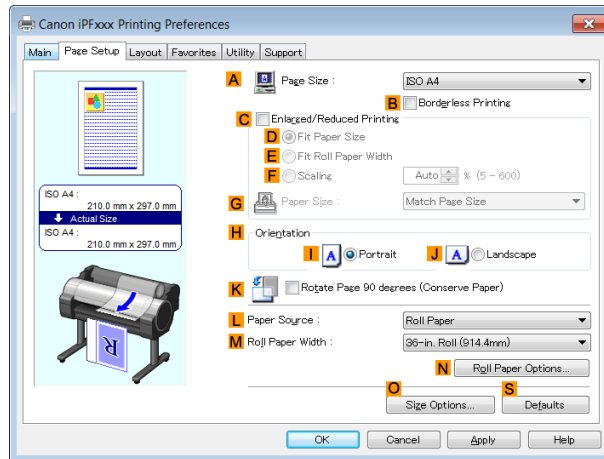 Canon iPFxxx Printing Preferences
Main Page Setup Layout Favorites Utility Support
A Page Size : ISO A4
B Borderless Printing
C Enlarged/Reduced Printing
D Fit Paper Size
E Fit Roll Paper Width
F Scaling Auto % (5 - 600)
G Paper Size : Match Page Size
ISO A4 :
210.0 mm x 297.0 mm
Actual Size
ISO A4 :
210.0 mm x 297.0 mm
H Orientation
I A Portrait J A Landscape
K Rotate Page 90 degrees (Conserve Paper)
R
L Paper Source : Roll Paper
M Roll Paper Width : 36-in. Roll (914.4mm)
N Roll Paper Options...
O S
Size Options... Defaults
OK Cancel Apply Help